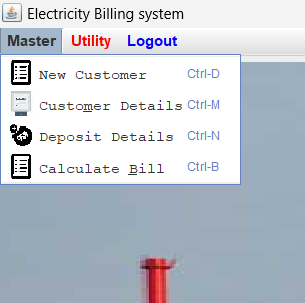 Electricity Billing system
Master Utility Logout
New Customer Ctrl-D
Customer Details Ctrl-M
Deposit Details Ctrl-N
Calculate Bill Ctrl-B